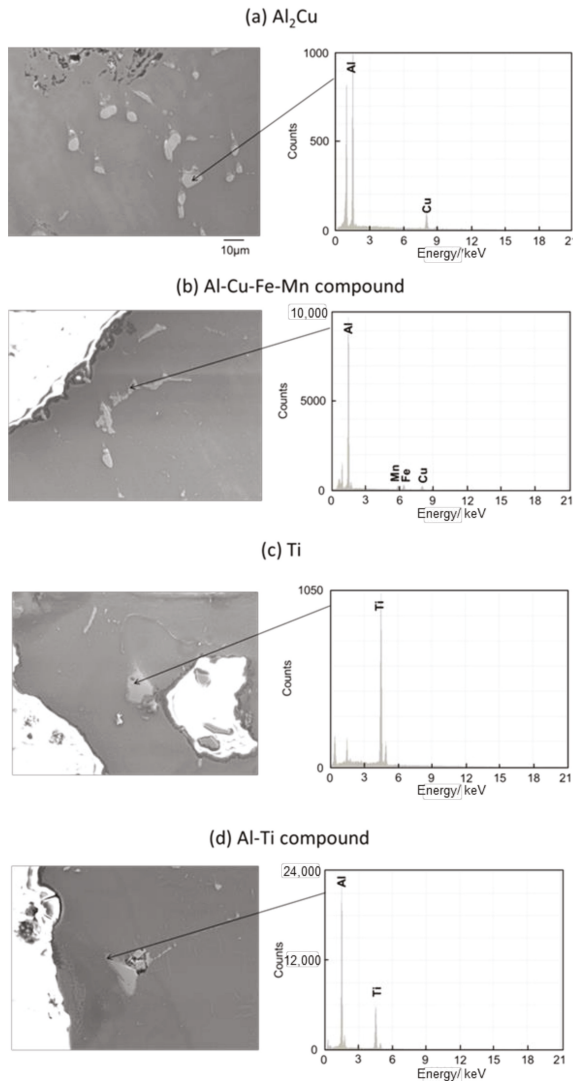 (a) Al₂Cu
1000
500
0
Counts
Al
Cu
0 3 6 9 12 15 18 21
Energy/ keV
10μm
(b) Al-Cu-Fe-Mn compound
10,000
5000
0
Counts
Al
Mn
Fe
Cu
0 3 6 9 12 15 18 21
Energy/ keV
(c) Ti
1050
0
Counts
Ti
0 3 6 9 12 15 18 21
Energy/ keV
(d) Al-Ti compound
24,000
12,000
0
Counts
Al
Ti
0 3 6 9 12 15 18 21
Energy/ keV